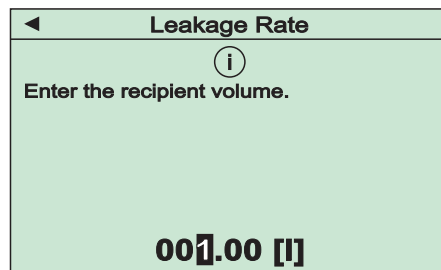 ◄ Leakage Rate
i
Enter the recipient volume.
001.00 [l]